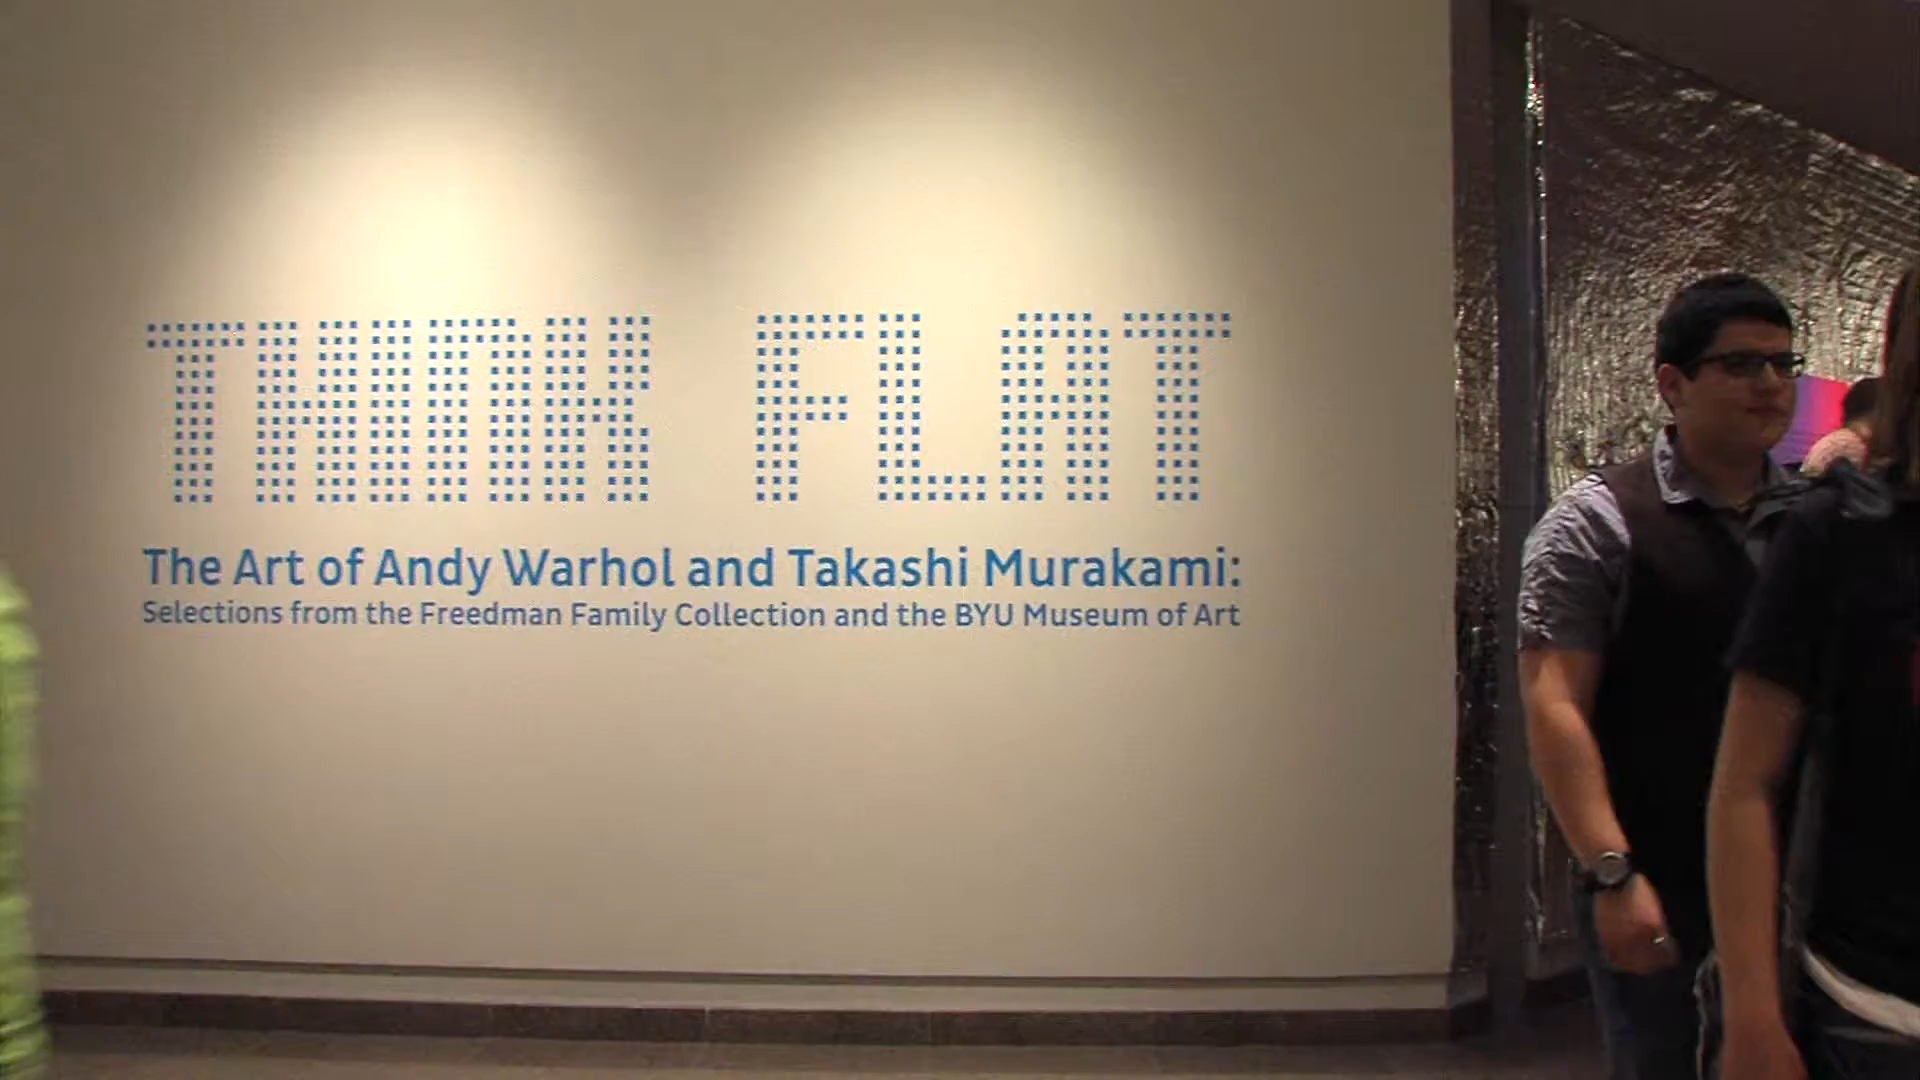 THINK FLAT
The Art of Andy Warhol and Takashi Murakami:
Selections from the Freedman Family Collection and the BYU Museum of Art